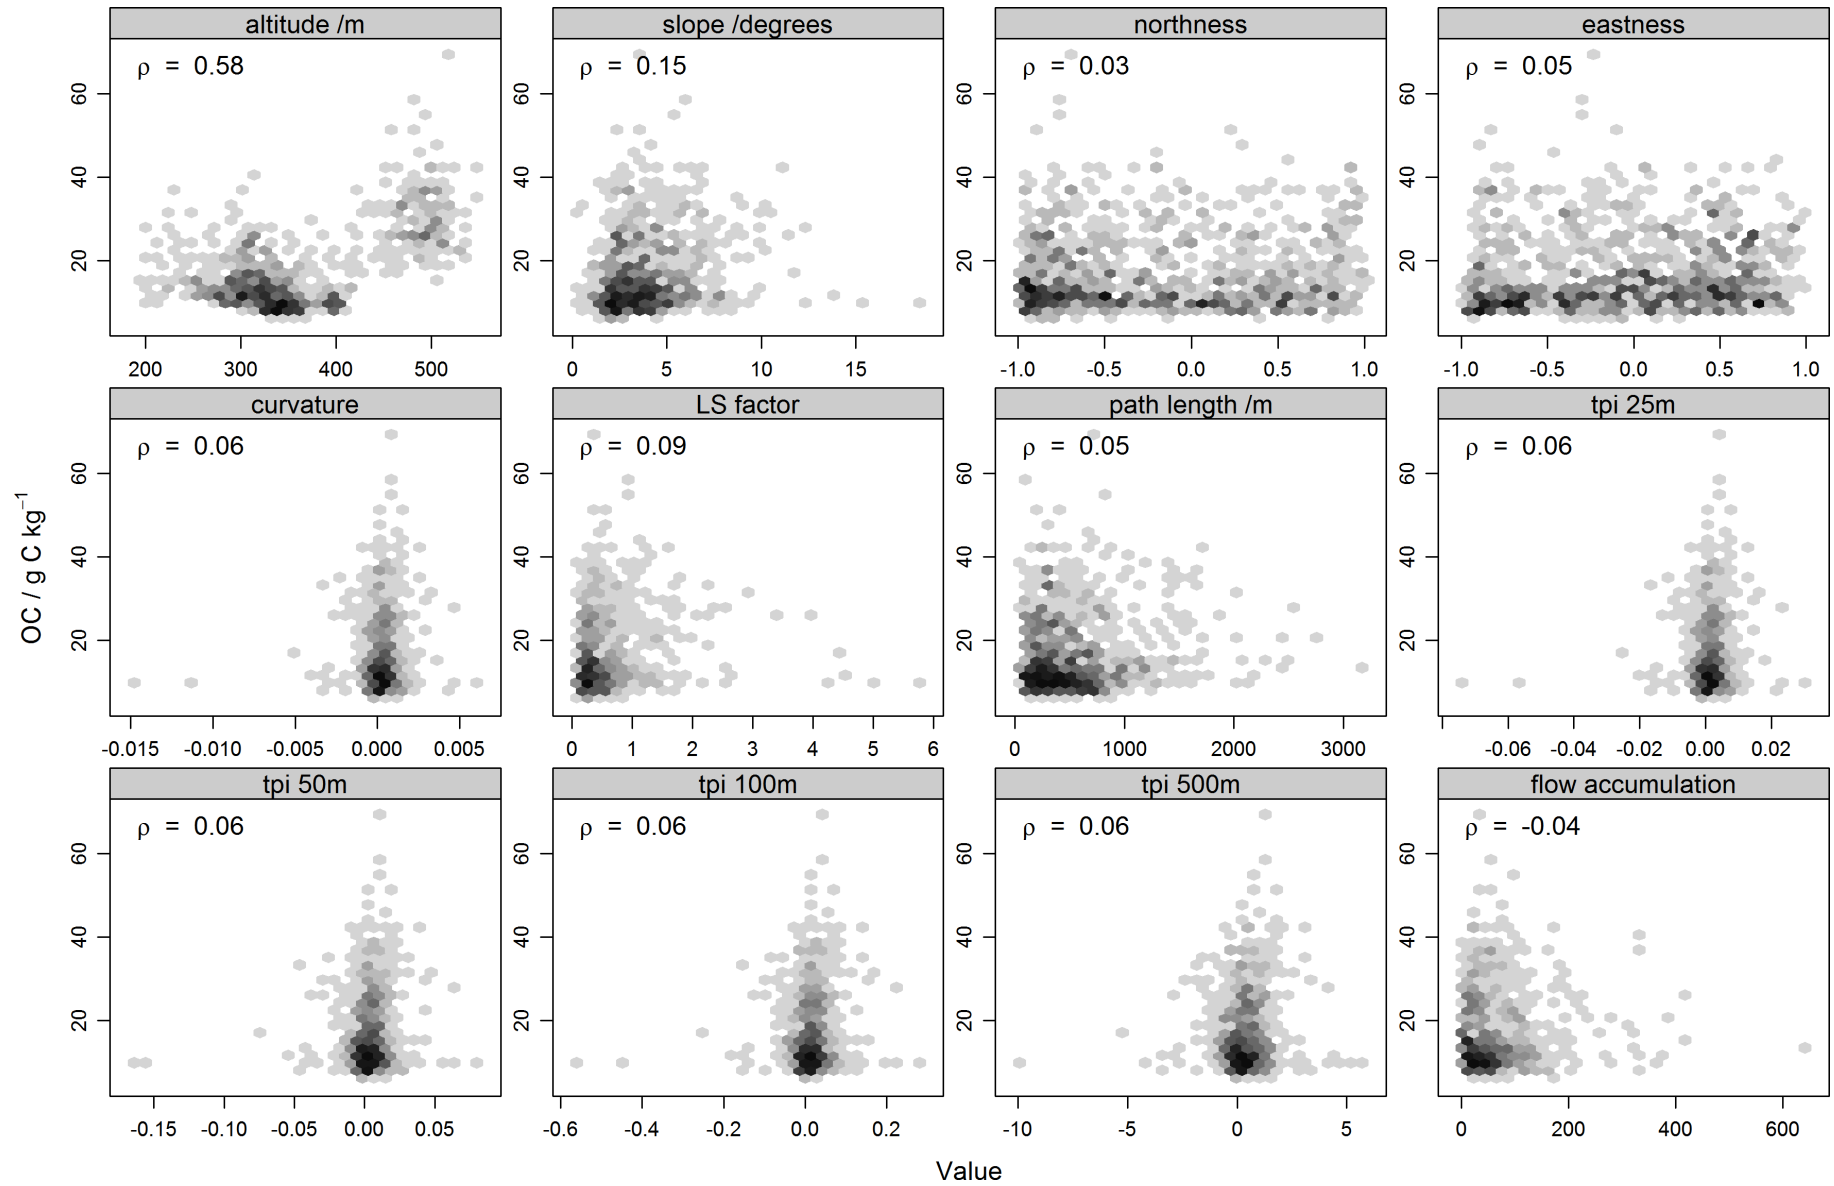 altitude /m
slope /degrees
northness
eastness
ρ = 0.58
ρ = 0.15
ρ = 0.03
ρ = 0.05
20 40 60
20 40 60
20 40 60
20 40 60
200 300 400 500
0 5 10 15
-1.0 -0.5 0.0 0.5 1.0
-1.0 -0.5 0.0 0.5 1.0
curvature
LS factor
path length /m
tpi 25m
ρ = 0.06
ρ = 0.09
ρ = 0.05
ρ = 0.06
20 40 60
20 40 60
20 40 60
20 40 60
OC / g C kg⁻¹
-0.015 -0.010 -0.005 0.000 0.005
0 1 2 3 4 5 6
0 1000 2000 3000
-0.06 -0.04 -0.02 0.00 0.02
tpi 50m
tpi 100m
tpi 500m
flow accumulation
ρ = 0.06
ρ = 0.06
ρ = 0.06
ρ = -0.04
20 40 60
20 40 60
20 40 60
20 40 60
-0.15 -0.10 -0.05 0.00 0.05
-0.6 -0.4 -0.2 0.0 0.2
-10 -5 0 5
0 200 400 600
Value